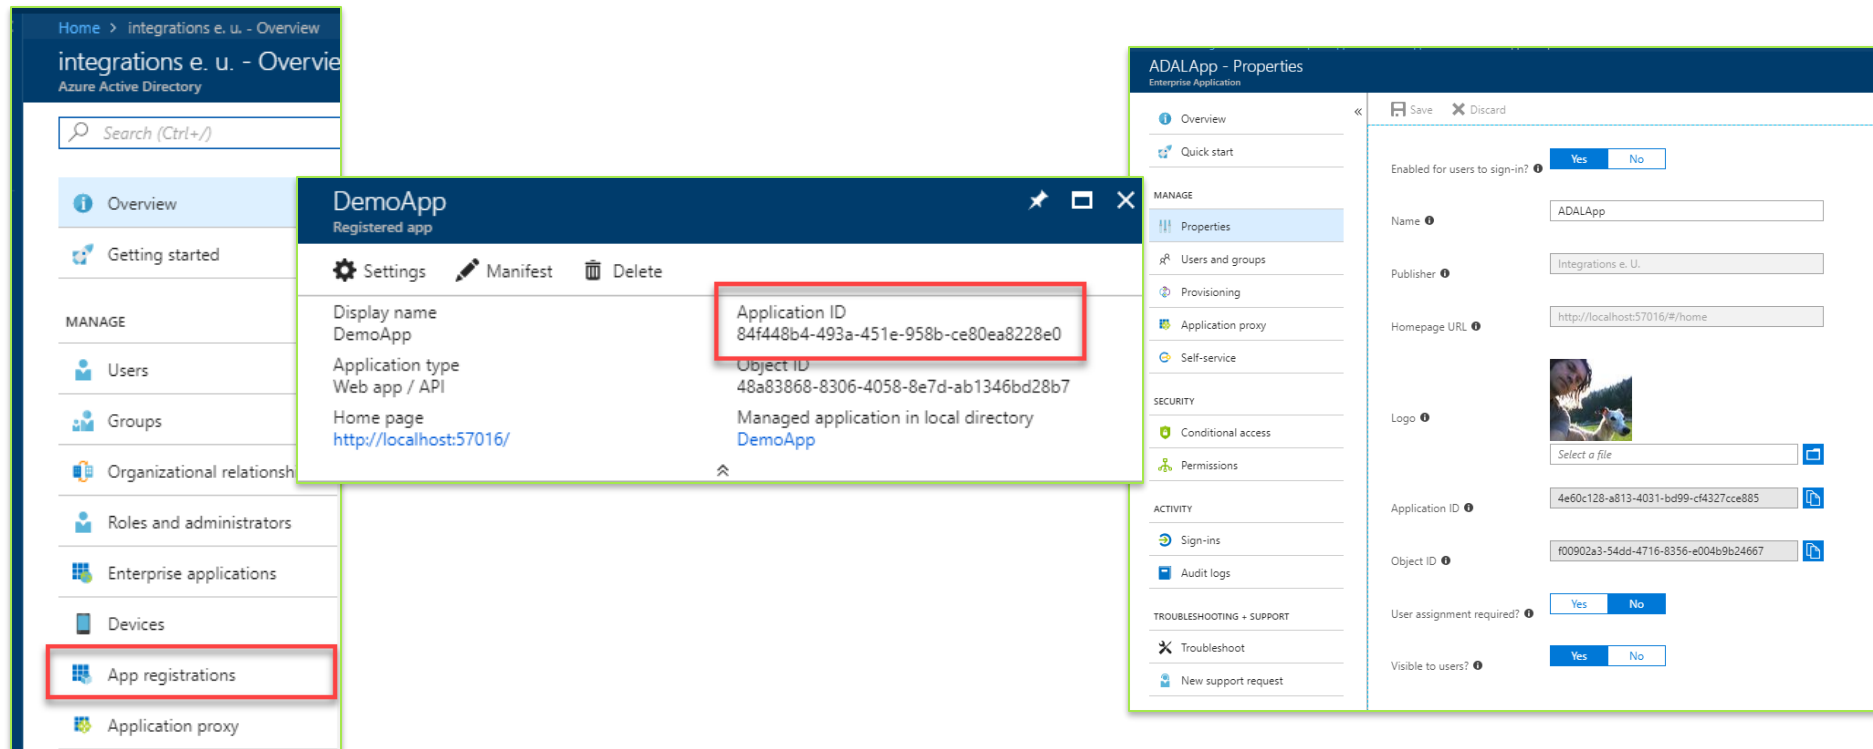 Home > integrations e. u. - Overview
integrations e. u. - Overvie
Azure Active Directory
Search (Ctrl+/)
Overview
Getting started
MANAGE
Users
Groups
Organizational relationsh
Roles and administrators
Enterprise applications
Devices
App registrations
Application proxy
DemoApp
Registered app
Settings
Manifest
Delete
Display name
DemoApp
Application type
Web app / API
Home page
http://localhost:57016/
Application ID
84f448b4-493a-451e-958b-ce80ea8228e0
Object ID
48a83868-8306-4058-8e7d-ab1346bd28b7
Managed application in local directory
DemoApp
ADALApp - Properties
Enterprise Application
Overview
Quick start
MANAGE
Properties
Users and groups
Provisioning
Application proxy
Self-service
SECURITY
Conditional access
Permissions
ACTIVITY
Sign-ins
Audit logs
TROUBLESHOOTING + SUPPORT
Troubleshoot
New support request
Save
Discard
Enabled for users to sign-in? Yes No
Name ADALApp
Publisher Integrations e. U.
Homepage URL http://localhost:57016/#/home
Logo
Select a file
Application ID 4e60c128-a813-4031-bd99-cf4327cce885
Object ID f00902a3-54dd-4716-8356-e004b9b24667
User assignment required? Yes No
Visible to users? Yes No